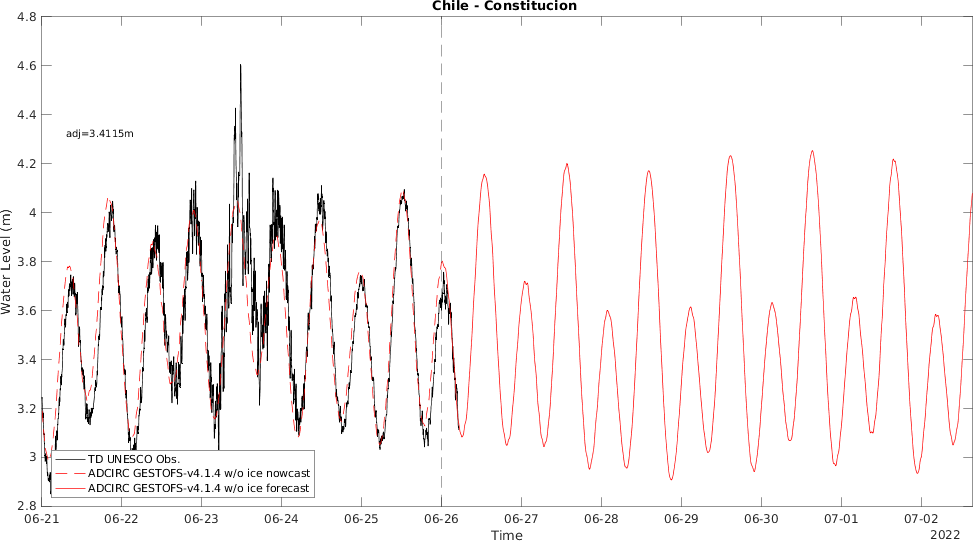 Chile - Constitucion
4.8
4.6
4.4
4.2
4
3.8
3.6
3.4
3.2
3
2.8
Water Level (m)
adj=3.4115m
TD UNESCO Obs.
ADCIRC GESTOFS-v4.1.4 w/o ice nowcast
ADCIRC GESTOFS-v4.1.4 w/o ice forecast
06-21 06-22 06-23 06-24 06-25 06-26 06-27 06-28 06-29 06-30 07-01 07-02
Time
2022